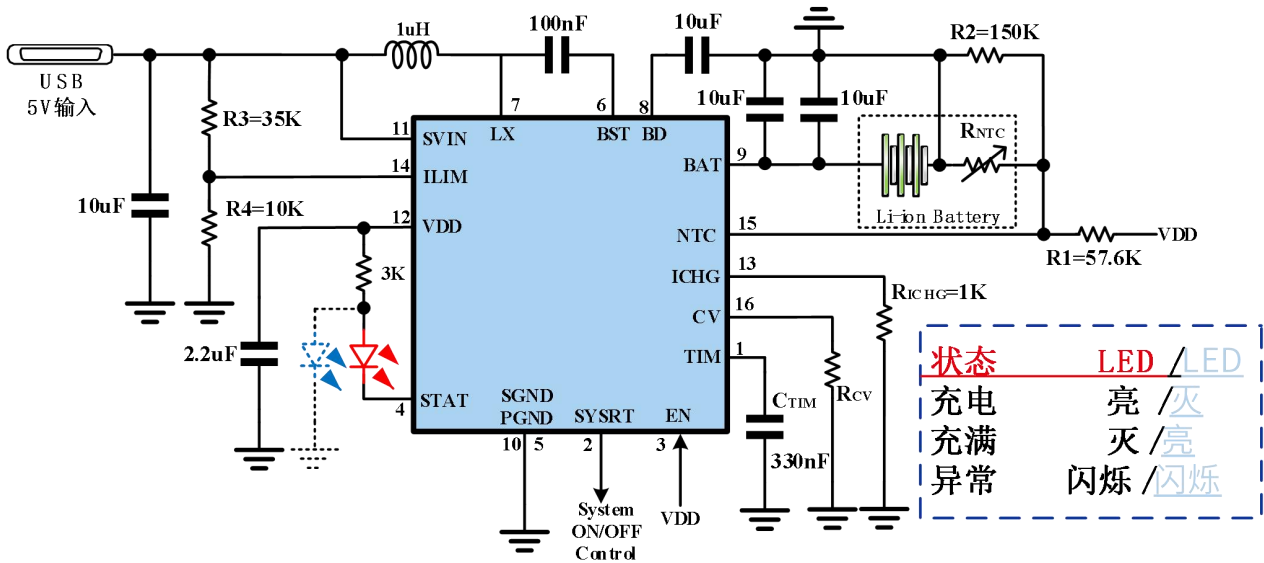 1uH
100nF
10uF
R2=150K
USB
5V输入
R3=35K
10uF
10uF
RNTC
7
6
8
11
SVIN
LX
BST
BD
14
ILIM
BAT
9
10uF
R4=10K
12
VDD
Li-ion Battery
NTC
15
VDD
R1=57.6K
3K
ICHG
13
RICHG=1K
CV
16
2.2uF
TIM
1
状态 LED /LED
充电 亮 /灭
充满 灭 /亮
异常 闪烁 /闪烁
STAT
4
SGND
PGND
SYSRT
EN
RCV
CTIM
330nF
10
5
2
3
System
ON/OFF
Control
VDD